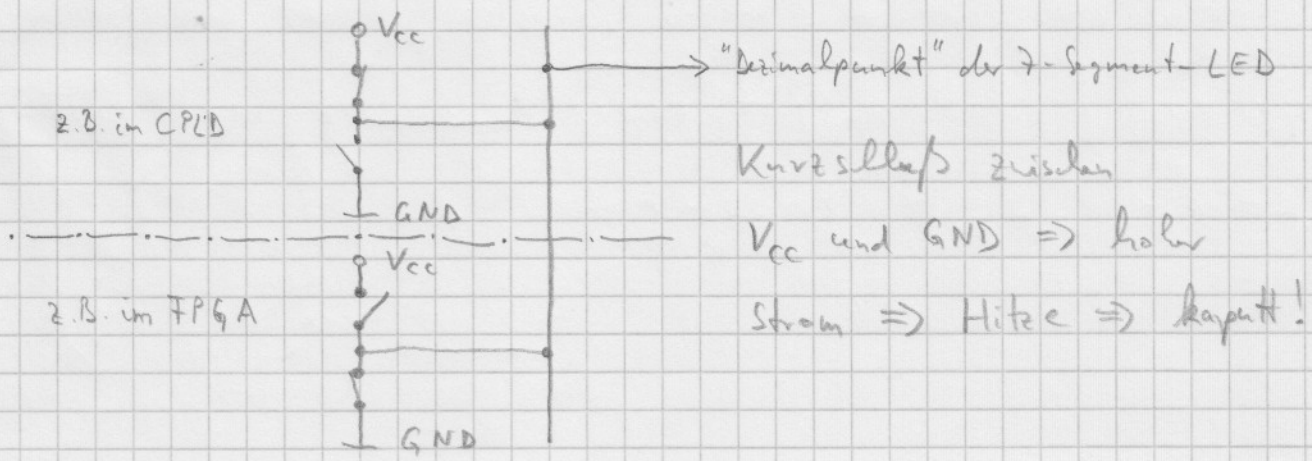 Vcc
"Dezimalpunkt" der 7-Segment-LED
z.B. im CPLD
Kurzschluß zwischen
GND
Vcc und GND => hoher
Vcc
z.B. im FPGA
Strom => Hitze => kaputt!
GND